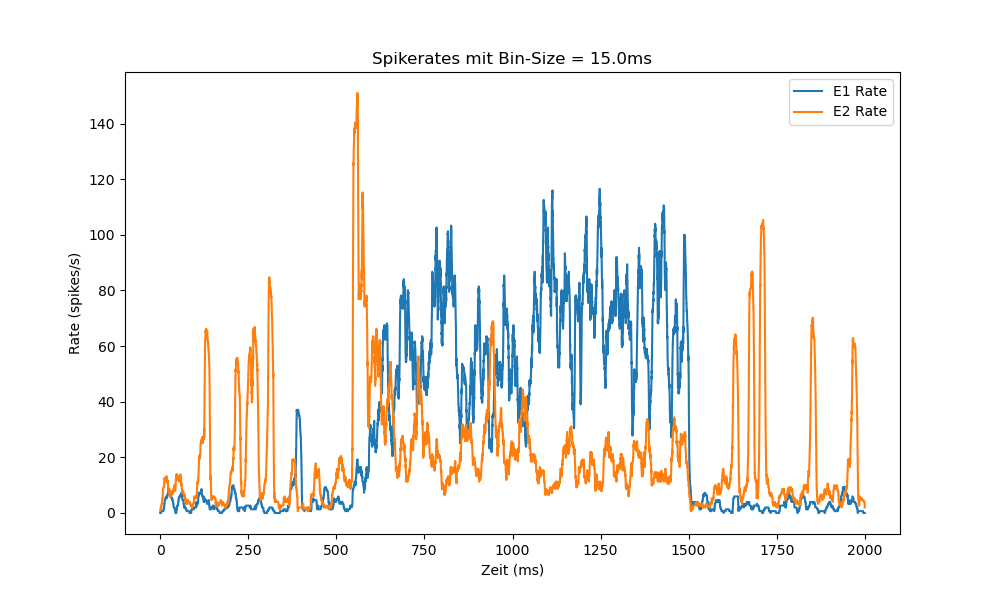 Spikerates mit Bin-Size = 15.0ms
E1 Rate
E2 Rate
Rate (spikes/s)
140
120
100
80
60
40
20
0
0 250 500 750 1000 1250 1500 1750 2000
Zeit (ms)